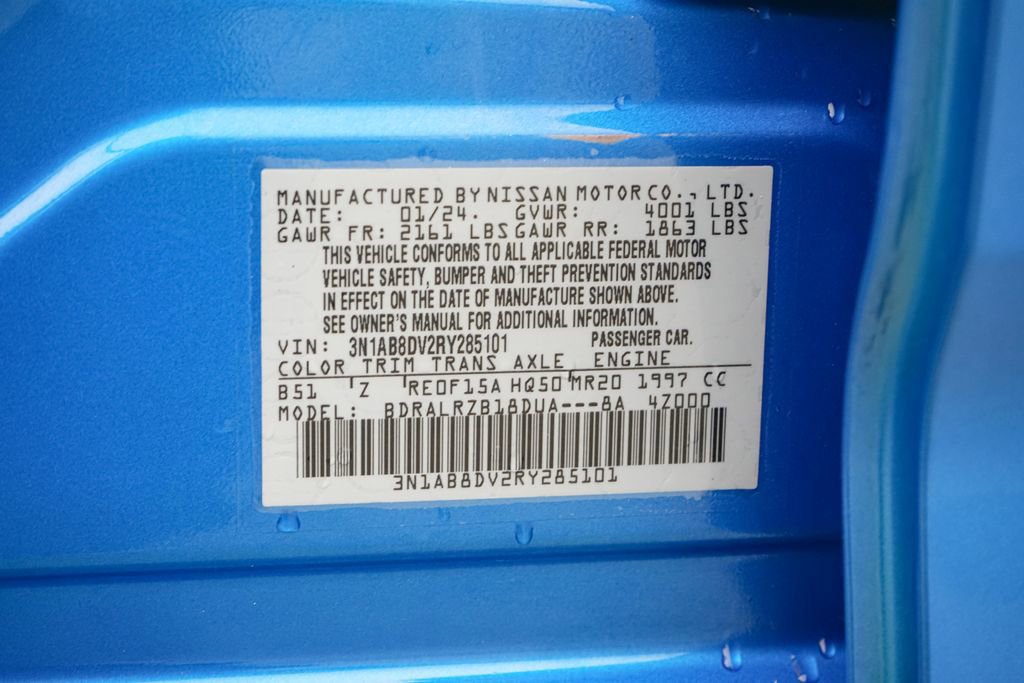 MANUFACTURED BY NISSAN MOTOR CO., LTD.
DATE: 01/24. GVWR: 4001 LBS
GAWR FR: 2161 LBS GAWR RR: 1863 LBS
THIS VEHICLE CONFORMS TO ALL APPLICABLE FEDERAL MOTOR
VEHICLE SAFETY, BUMPER AND THEFT PREVENTION STANDARDS
IN EFFECT ON THE DATE OF MANUFACTURE SHOWN ABOVE.
SEE OWNER'S MANUAL FOR ADDITIONAL INFORMATION.
VIN: 3N1AB8DV2RY285101 PASSENGER CAR.
COLOR TRIM TRANS AXLE ENGINE
B51 Z RE0F15A HQ50 MR20 1997 CC
MODEL: BDRALRZB18DUA---8A 4Z000
3N1AB8DV2RY285101